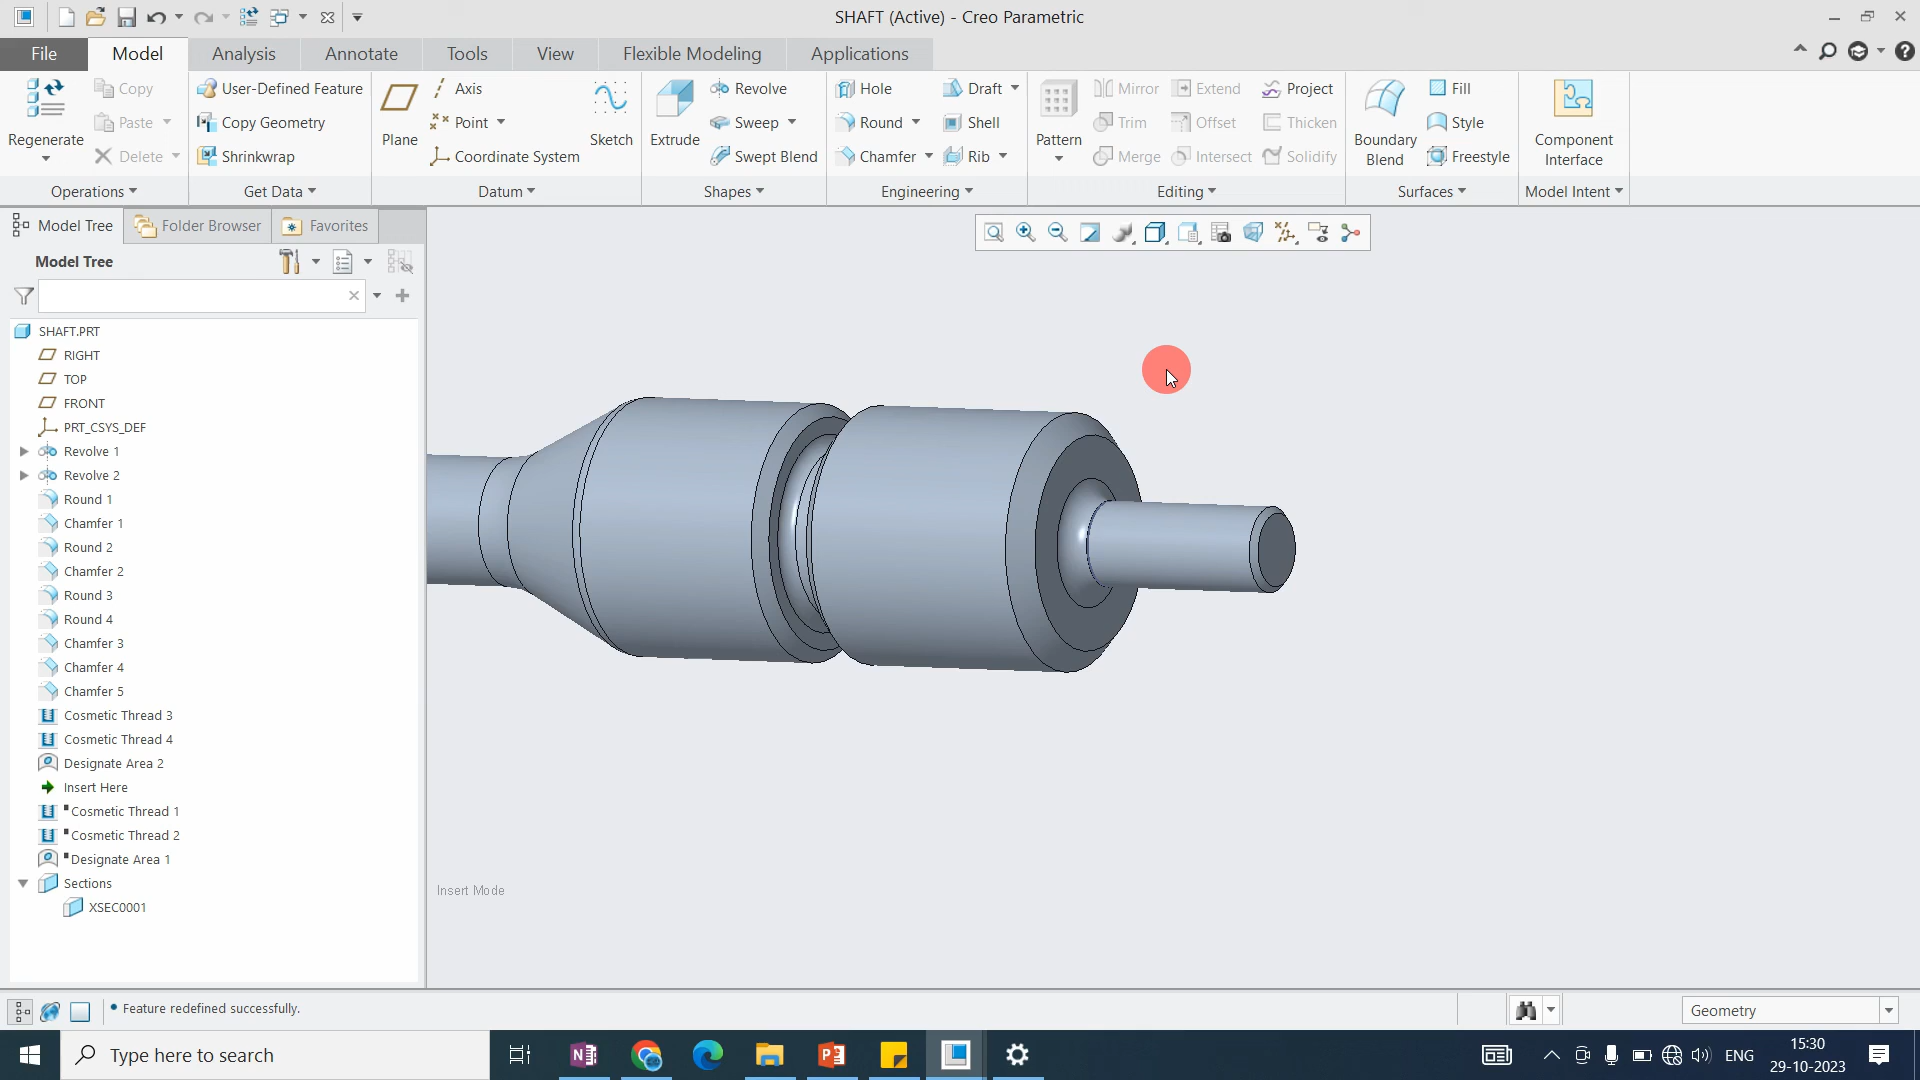 SHAFT (Active) - Creo Parametric
File Model Analysis Annotate Tools View Flexible Modeling Applications
Regenerate
Copy
Paste
Delete
Operations
User-Defined Feature
Copy Geometry
Shrinkwrap
Get Data
Plane
Axis
Point
Coordinate System
Sketch
Datum
Extrude
Revolve
Sweep
Swept Blend
Shapes
Hole
Round
Chamfer
Draft
Shell
Rib
Engineering
Pattern
Mirror
Trim
Merge
Extend
Offset
Intersect
Project
Thicken
Solidify
Editing
Boundary
Blend
Fill
Style
Freestyle
Surfaces
Component
Interface
Model Intent
Model Tree Folder Browser Favorites
Model Tree
SHAFT.PRT
RIGHT
TOP
FRONT
PRT_CSYS_DEF
Revolve 1
Revolve 2
Round 1
Chamfer 1
Round 2
Chamfer 2
Round 3
Round 4
Chamfer 3
Chamfer 4
Chamfer 5
Cosmetic Thread 3
Cosmetic Thread 4
Designate Area 2
Insert Here
Cosmetic Thread 1
Cosmetic Thread 2
Designate Area 1
Sections
XSEC0001
Insert Mode
Feature redefined successfully.
Geometry
Type here to search
ENG
15:30
29-10-2023